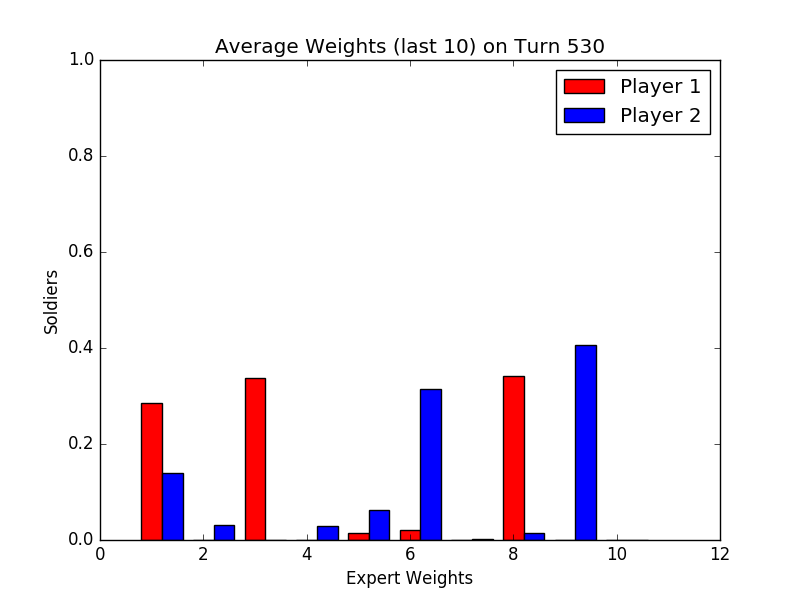 Average Weights (last 10) on Turn 530
Player 1
Player 2
1.0
0.8
0.6
0.4
0.2
0.0
Soldiers
0 2 4 6 8 10 12
Expert Weights